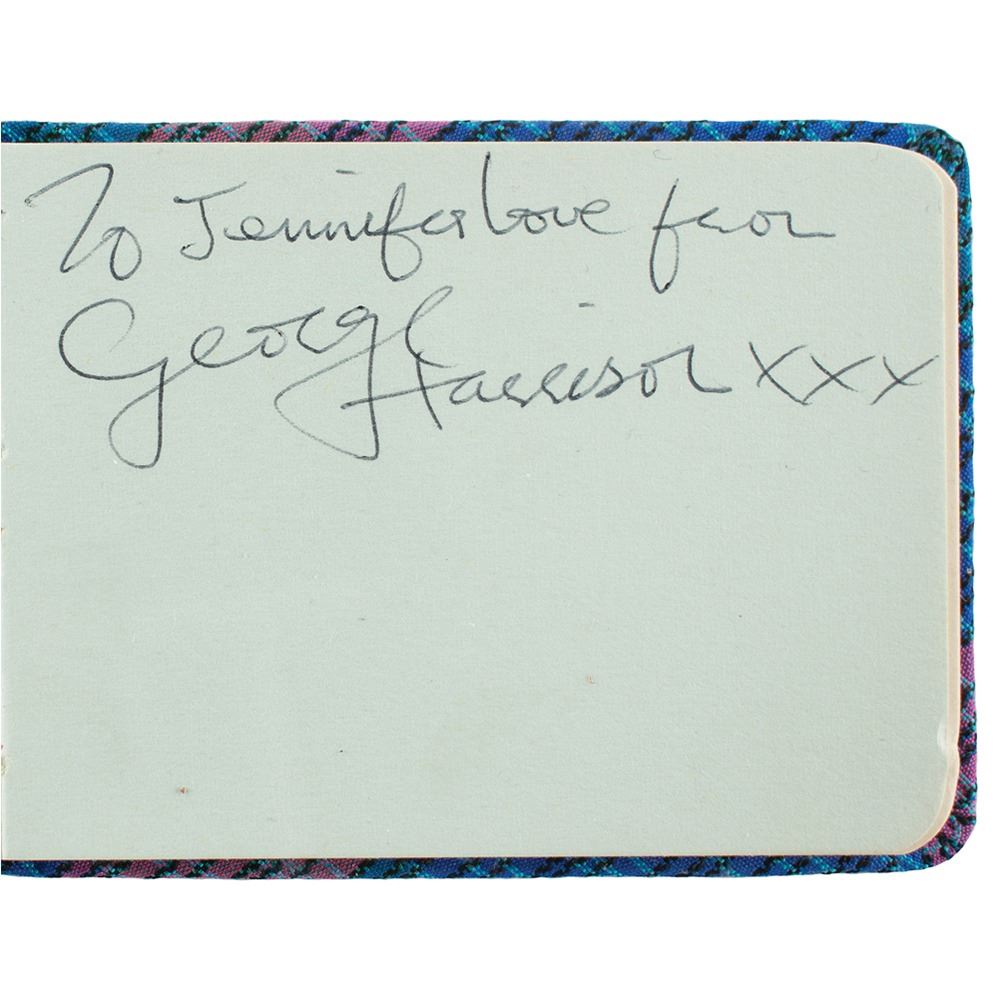 To Jennifer love from
George Harrison xxx